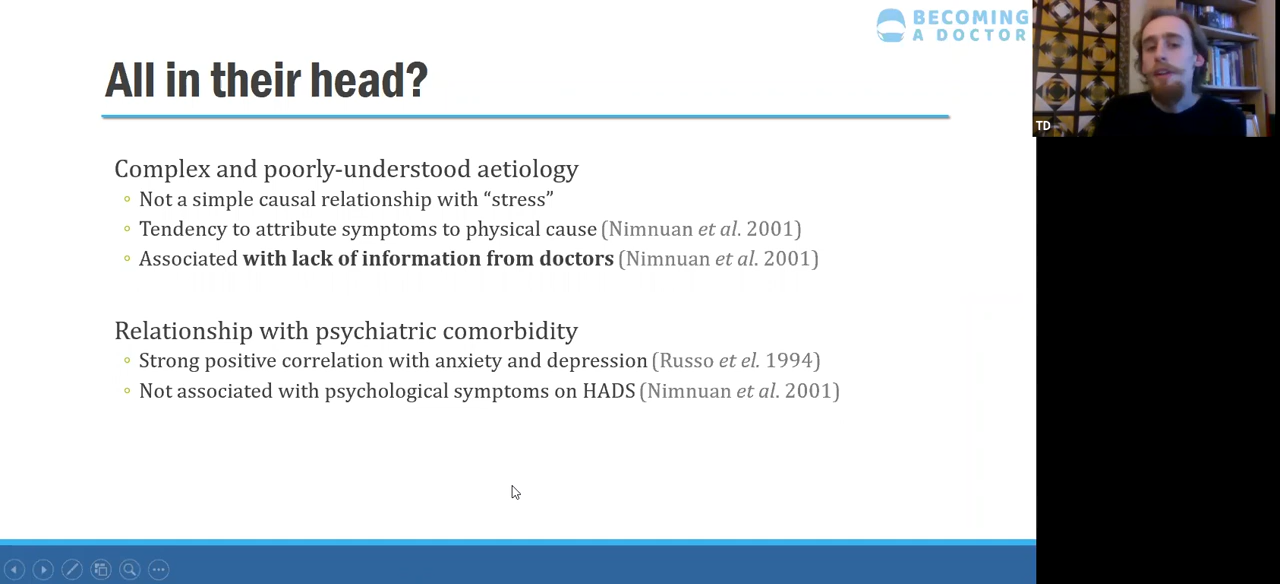 BECOMING
A DOCTOR
All in their head?
TD
Complex and poorly-understood aetiology
Not a simple causal relationship with “stress”
Tendency to attribute symptoms to physical cause (Nimnuan et al. 2001)
Associated with lack of information from doctors (Nimnuan et al. 2001)
Relationship with psychiatric comorbidity
Strong positive correlation with anxiety and depression (Russo et el. 1994)
Not associated with psychological symptoms on HADS (Nimnuan et al. 2001)